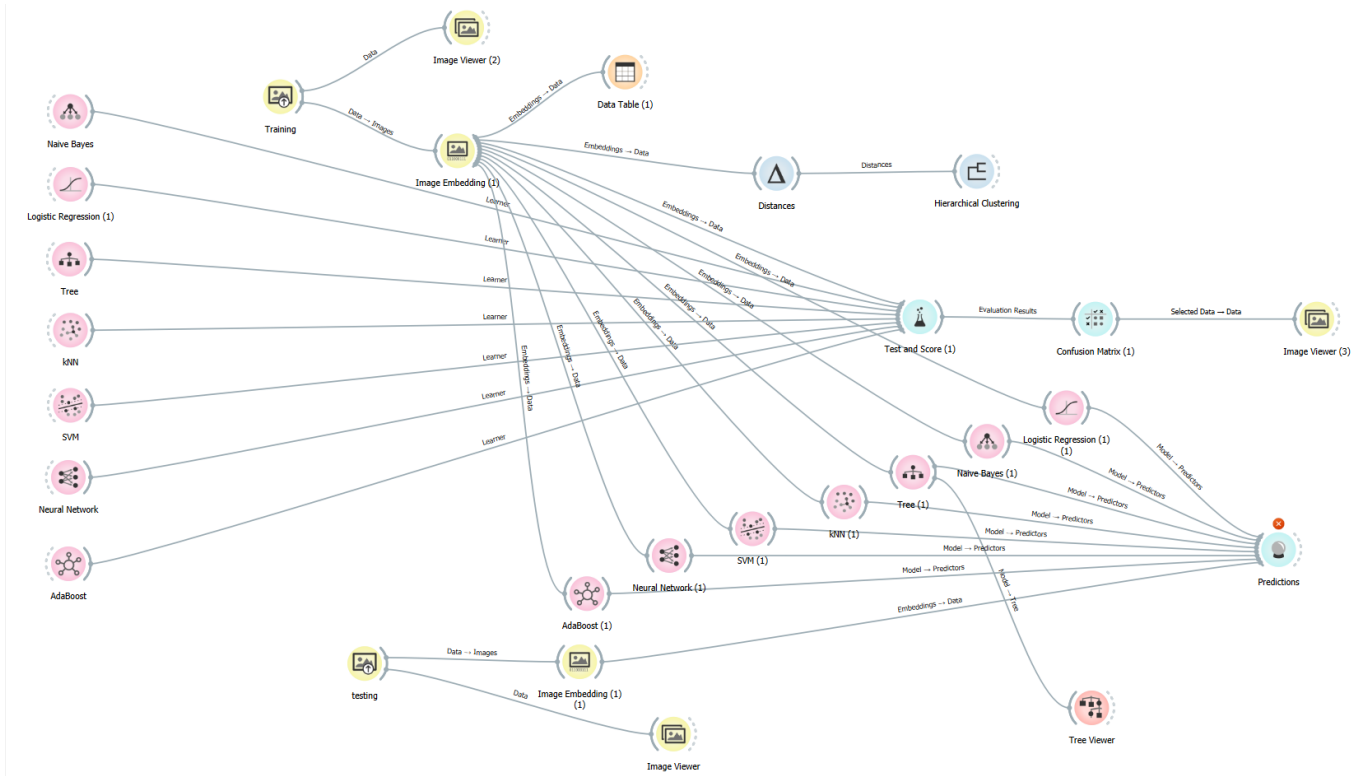 Image Viewer (2)
Data
Training
Data → Images
Embeddings → Data
Data Table (1)
Naive Bayes
Image Embedding (1)
Embeddings → Data
Distances
Distances
Hierarchical Clustering
Logistic Regression (1)
Learner
Learner
Learner
Learner
Learner
Learner
Learner
Tree
kNN
SVM
Neural Network
AdaBoost
Embeddings → Data
Embeddings → Data
Embeddings → Data
Embeddings → Data
Embeddings → Data
Embeddings → Data
Embeddings → Data
Embeddings → Data
Test and Score (1)
Evaluation Results
Confusion Matrix (1)
Selected Data → Data
Image Viewer (3)
Logistic Regression (1)
(1)
Naive Bayes (1)
Tree (1)
kNN (1)
SVM (1)
Neural Network (1)
AdaBoost (1)
Model → Predictors
Model → Predictors
Model → Predictors
Model → Predictors
Model → Predictors
Model → Predictors
Model → Predictors
Embeddings → Data
Predictions
Model → Tree
Tree Viewer
testing
Data → Images
Image Embedding (1)
(1)
Data
Image Viewer